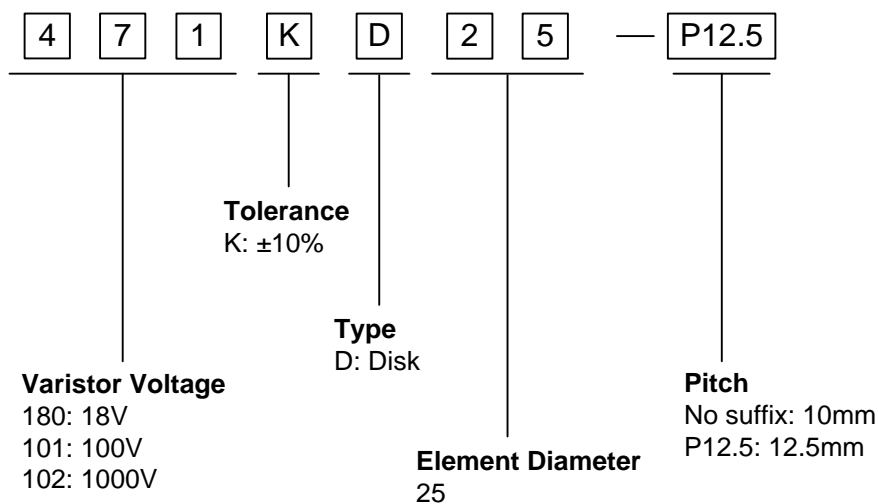 4 7 1 K D 2 5 — P12.5
Tolerance
K: ±10%
Type
D: Disk
Varistor Voltage
180: 18V
101: 100V
102: 1000V
Element Diameter
25
Pitch
No suffix: 10mm
P12.5: 12.5mm